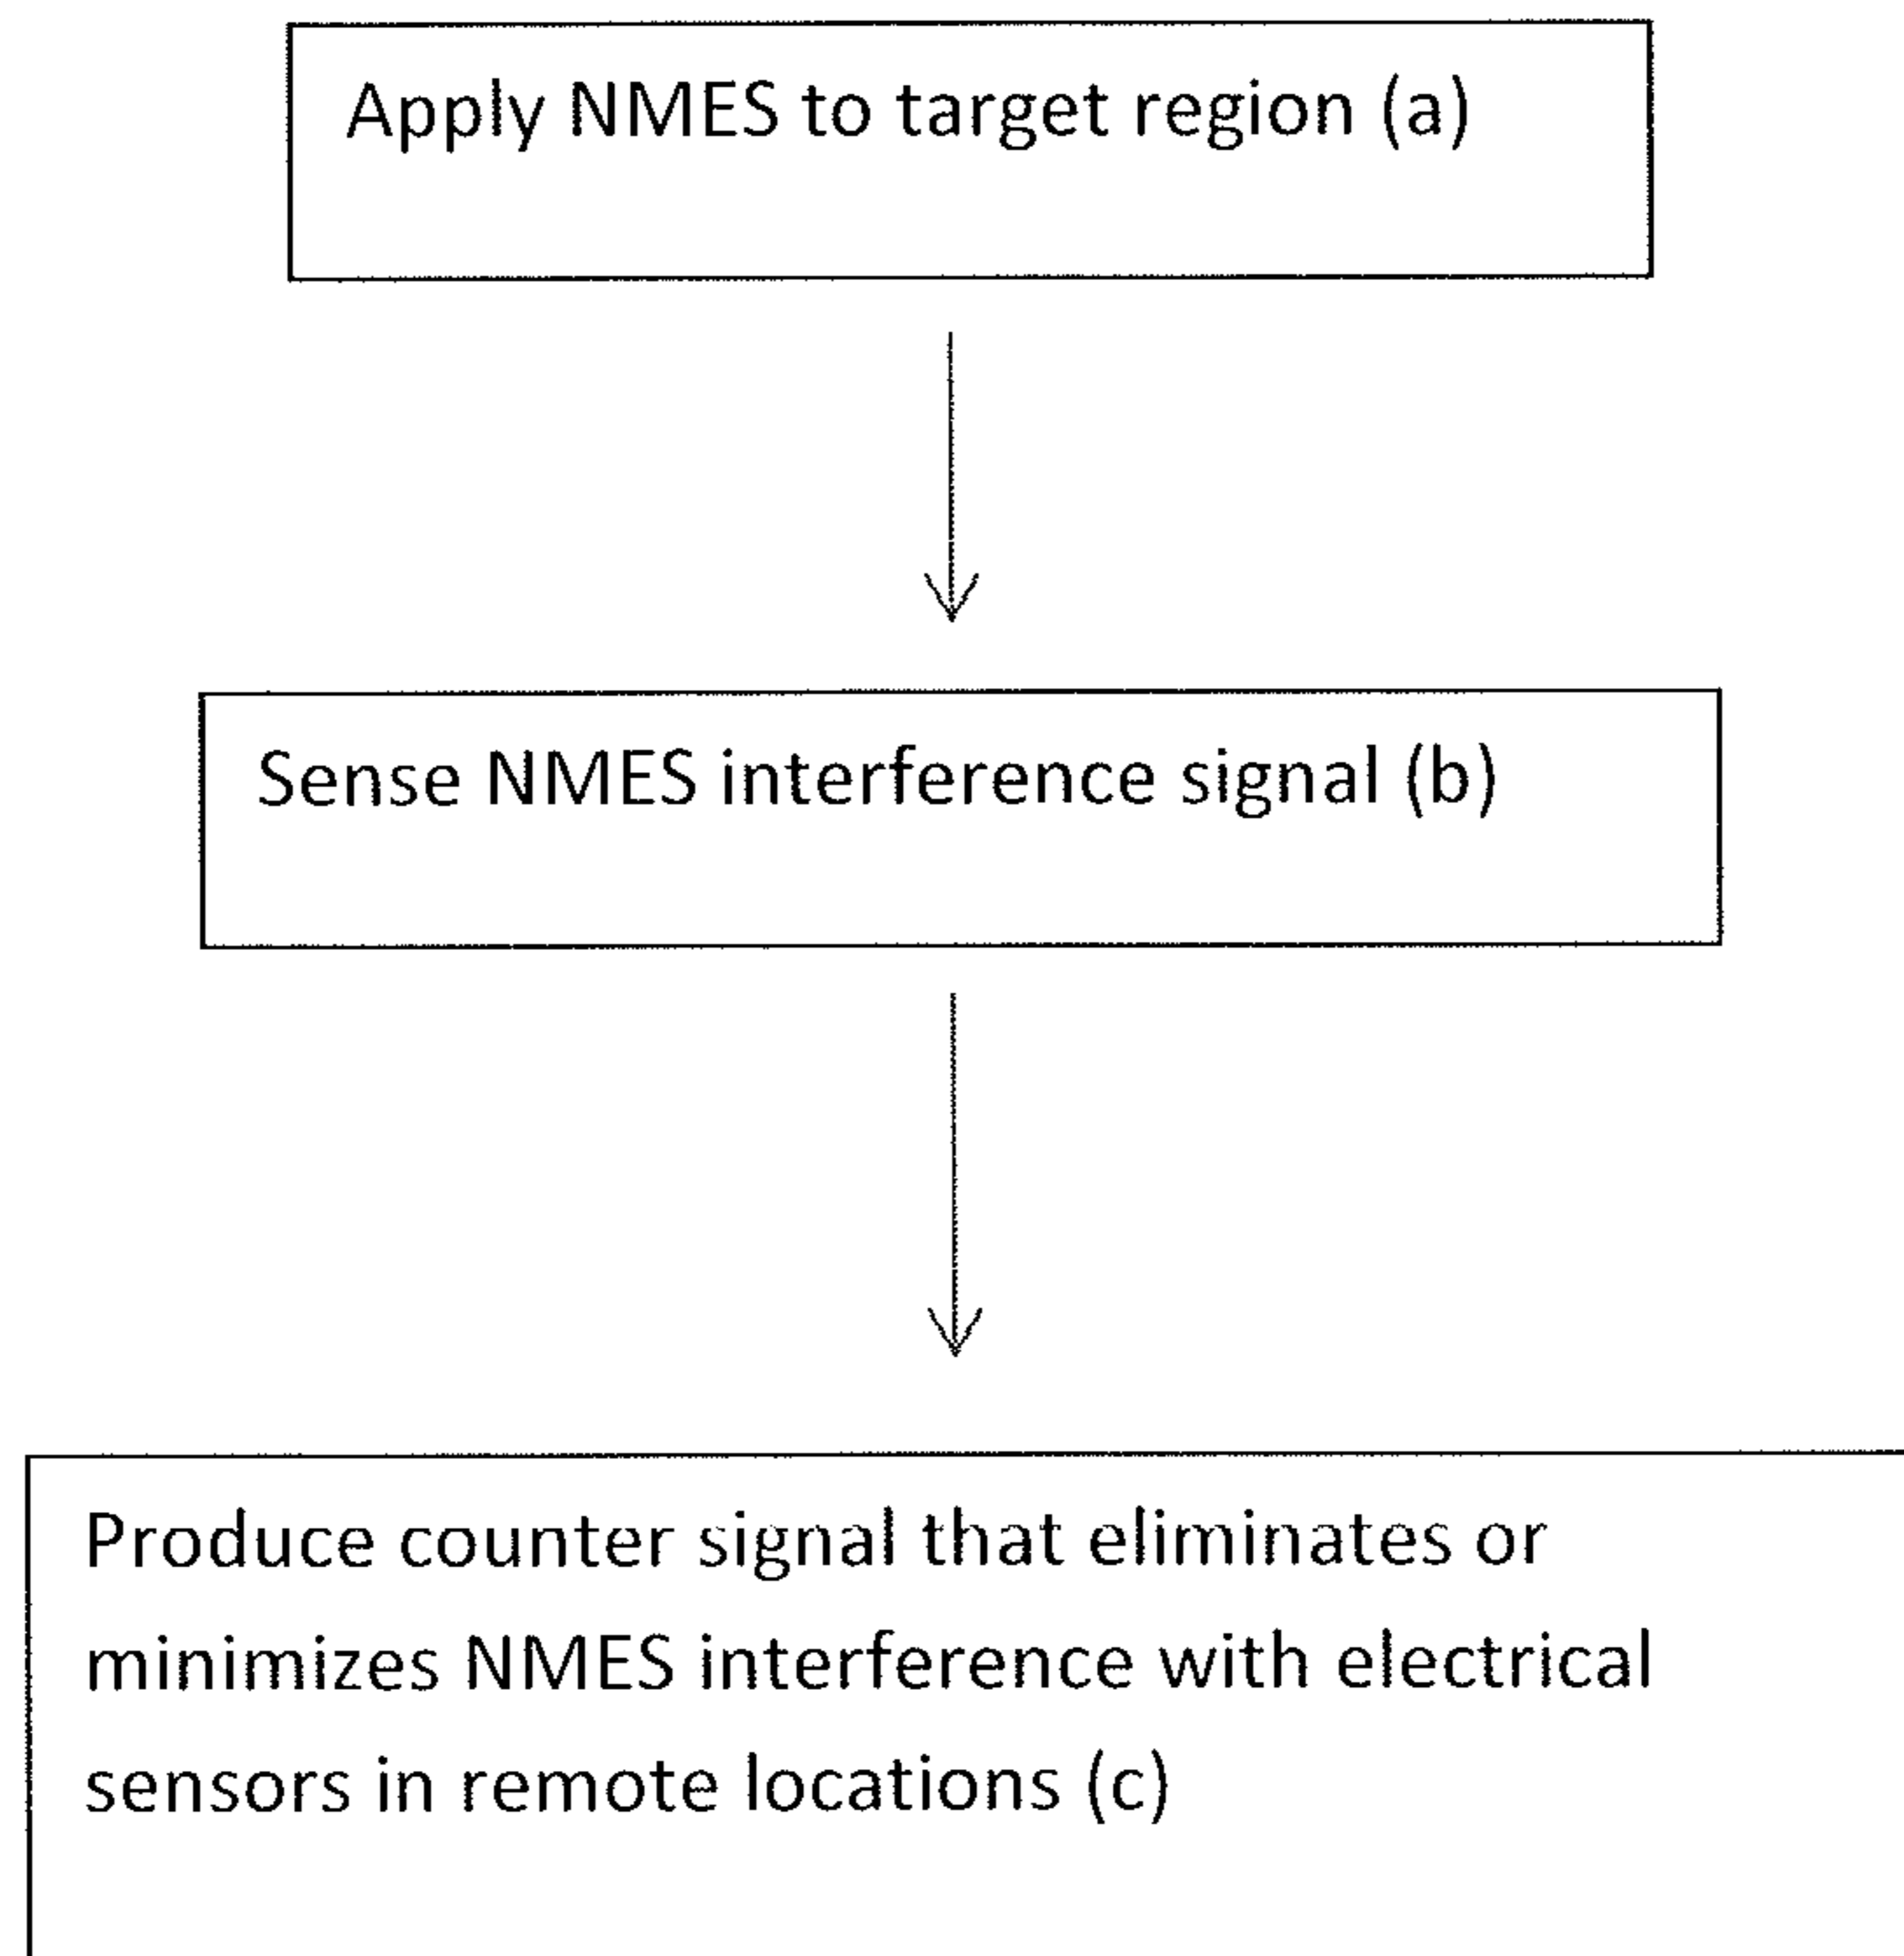 Apply NMES to target region (a)
Sense NMES interference signal (b)
Produce counter signal that eliminates or
minimizes NMES interference with electrical
sensors in remote locations (c)